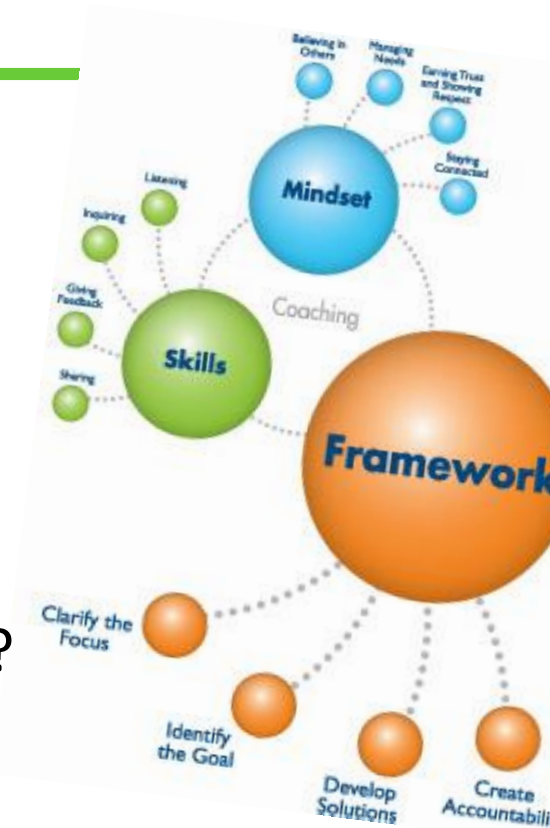 Believing in
Others
Managing
Needs
Earning Trust
and Showing
Respect
Staying
Connected
Mindset
Listening
Inquiring
Giving
Feedback
Sharing
Coaching
Skills
Framework
Clarify the
Focus
Identify
the Goal
Develop
Solutions
Create
Accountabili
?